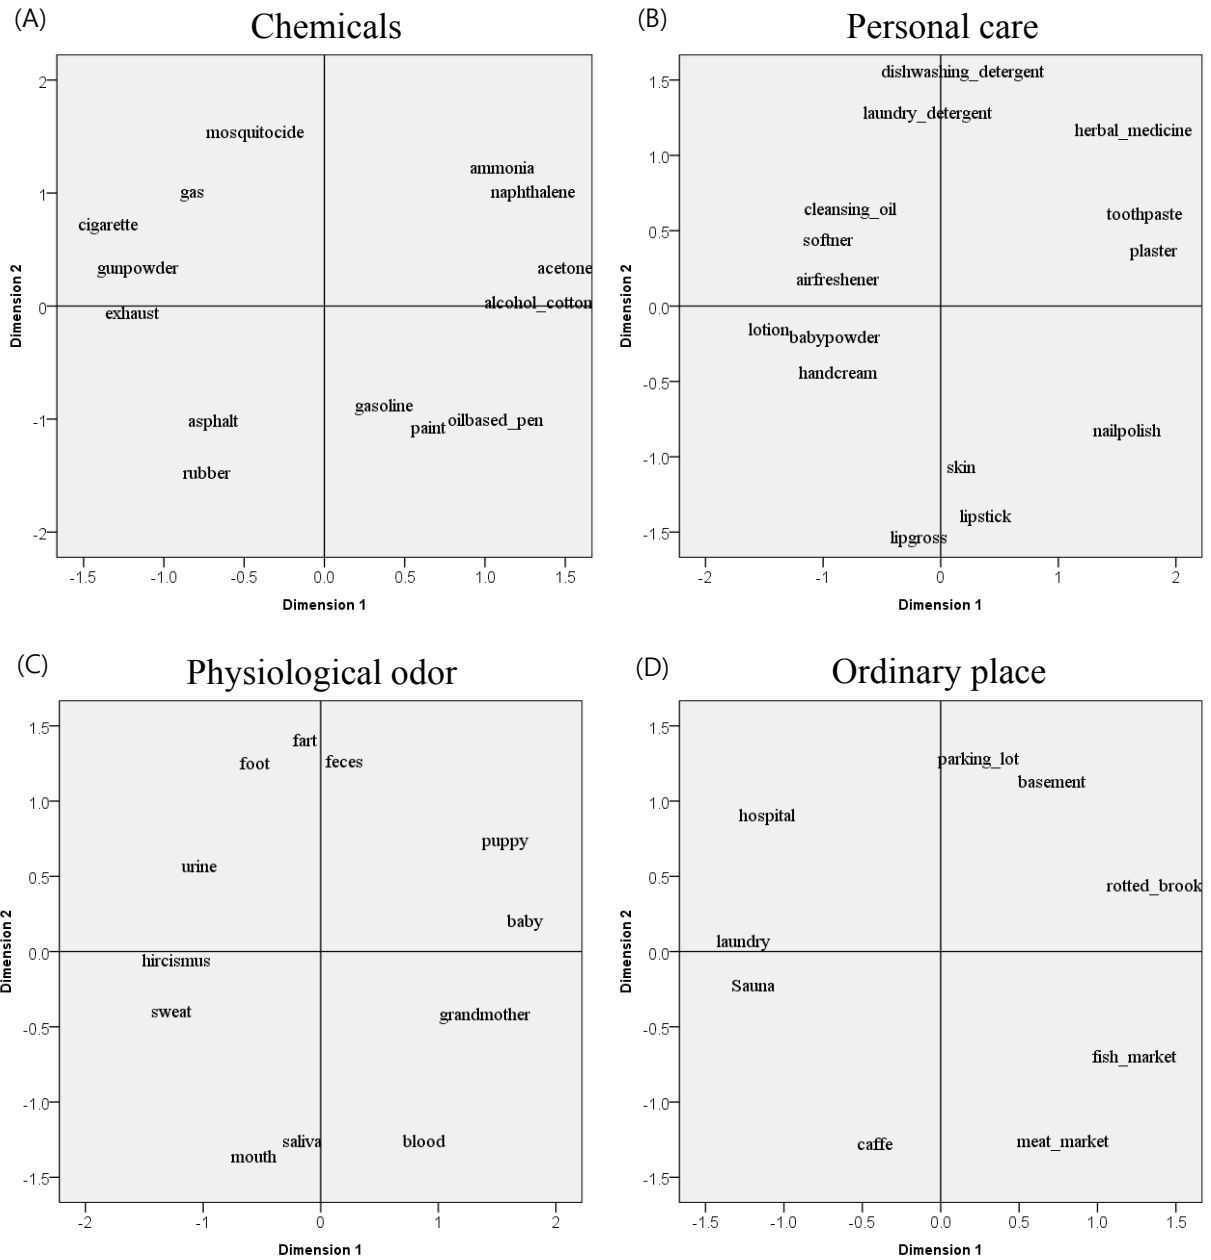 (A)
Chemicals
2
mosquitocide
ammonia
gas
naphthalene
1
cigarette
gunpowder
acetone
alcohol_cotton
0
exhaust
gasoline
asphalt
paint
oilbased_pen
-1
rubber
-2
Dimension 2
-1.5 -1.0 -0.5 0.0 0.5 1.0 1.5
Dimension 1
(B)
Personal care
dishwashing_detergent
1.5
laundry_detergent
herbal_medicine
1.0
cleansing_oil
toothpaste
0.5
softner
plaster
airfreshener
0.0
lotion
babypowder
handcream
-0.5
nailpolish
-1.0
skin
lipstick
lipgross
-1.5
Dimension 2
-2 -1 0 1 2
Dimension 1
(C)
Physiological odor
1.5
fart
foot
feces
1.0
puppy
urine
0.5
baby
0.0
hircismus
sweat
grandmother
-0.5
-1.0
saliva
blood
mouth
-1.5
Dimension 2
-2 -1 0 1 2
Dimension 1
(D)
Ordinary place
1.5
parking_lot
basement
1.0
hospital
0.5
rotted_brook
laundry
0.0
Sauna
-0.5
fish_market
-1.0
caffe
meat_market
-1.5
Dimension 2
-1.5 -1.0 -0.5 0.0 0.5 1.0 1.5
Dimension 1